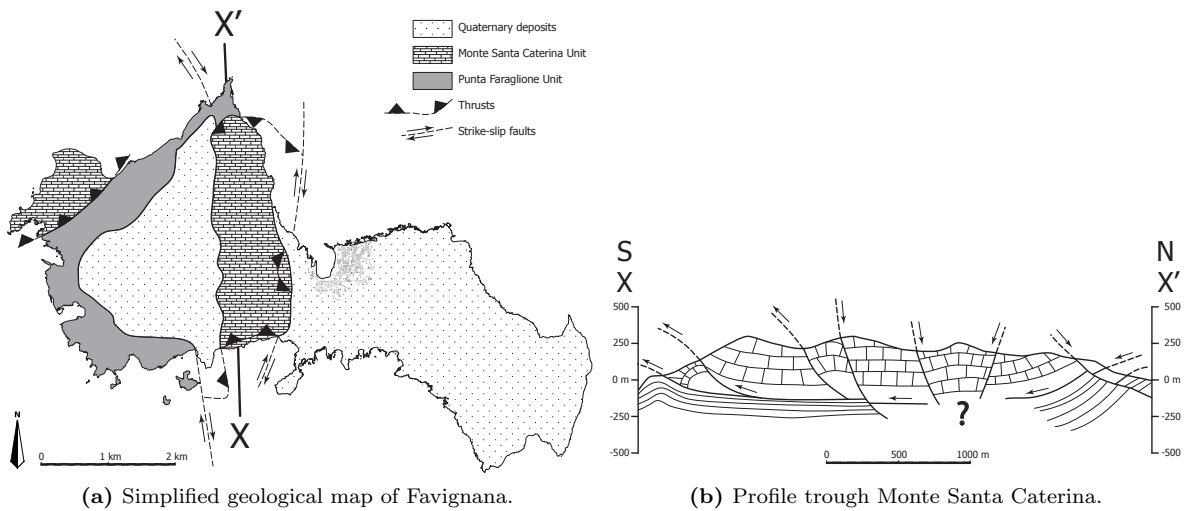 X'
Quaternary deposits
Monte Santa Caterina Unit
Punta Faraglione Unit
Thrusts
Strike-slip faults
X
N
0 1 km 2 km
(a) Simplified geological map of Favignana.
S N
X X'
500 500
250 250
0 m 0 m
-250 -250
-500 -500
?
0 500 1000 m
(b) Profile trough Monte Santa Caterina.